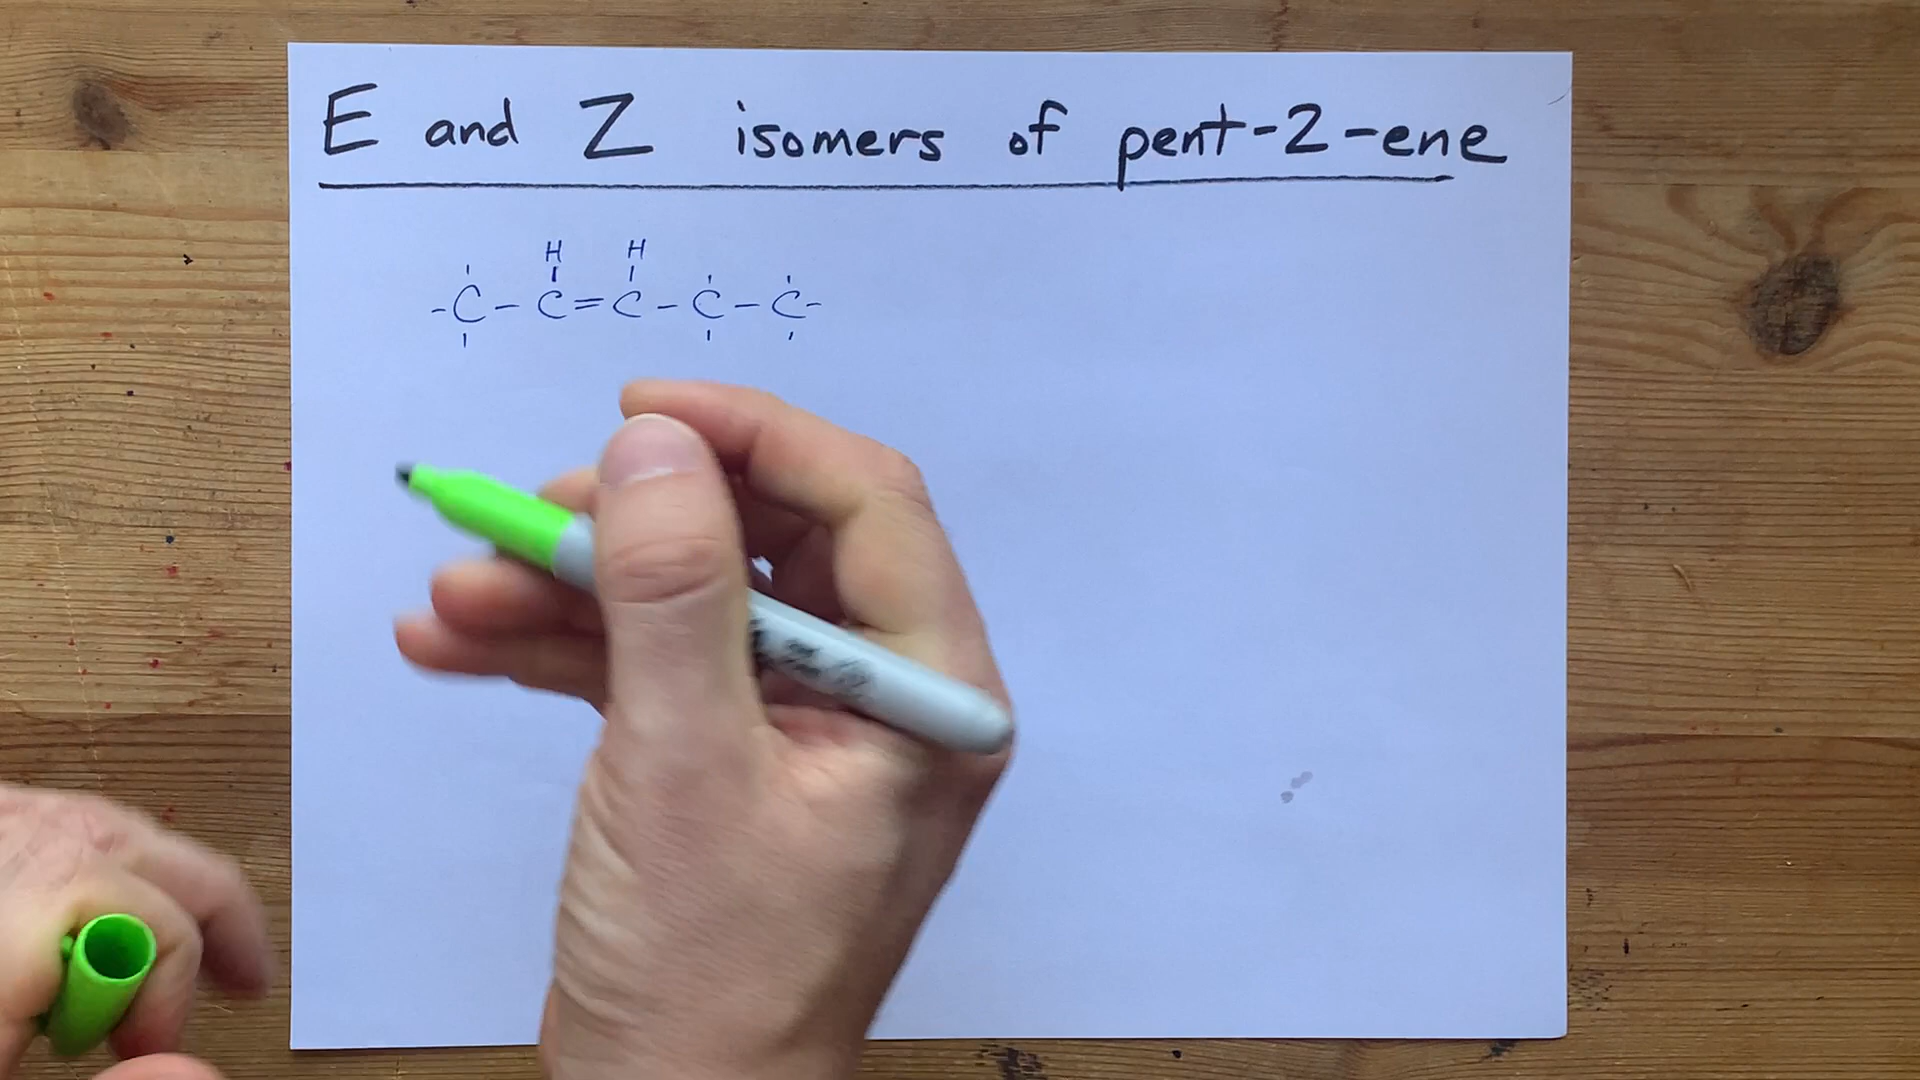 E and Z isomers of pent-2-ene
H H
-C-C=C-C-C-